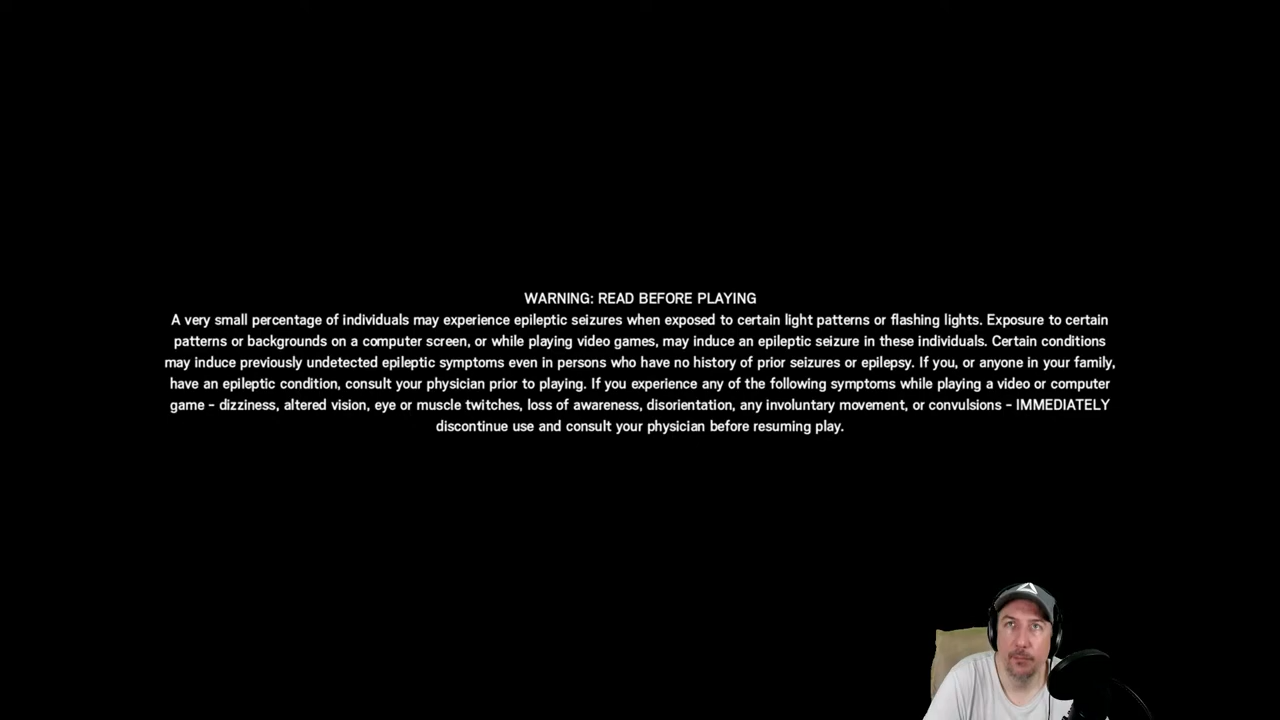 WARNING: READ BEFORE PLAYING
A very small percentage of individuals may experience epileptic seizures when exposed to certain light patterns or flashing lights. Exposure to certain
patterns or backgrounds on a computer screen, or while playing video games, may induce an epileptic seizure in these individuals. Certain conditions
may induce previously undetected epileptic symptoms even in persons who have no history of prior seizures or epilepsy. If you, or anyone in your family,
have an epileptic condition, consult your physician prior to playing. If you experience any of the following symptoms while playing a video or computer
game - dizziness, altered vision, eye or muscle twitches, loss of awareness, disorientation, any involuntary movement, or convulsions - IMMEDIATELY
discontinue use and consult your physician before resuming play.